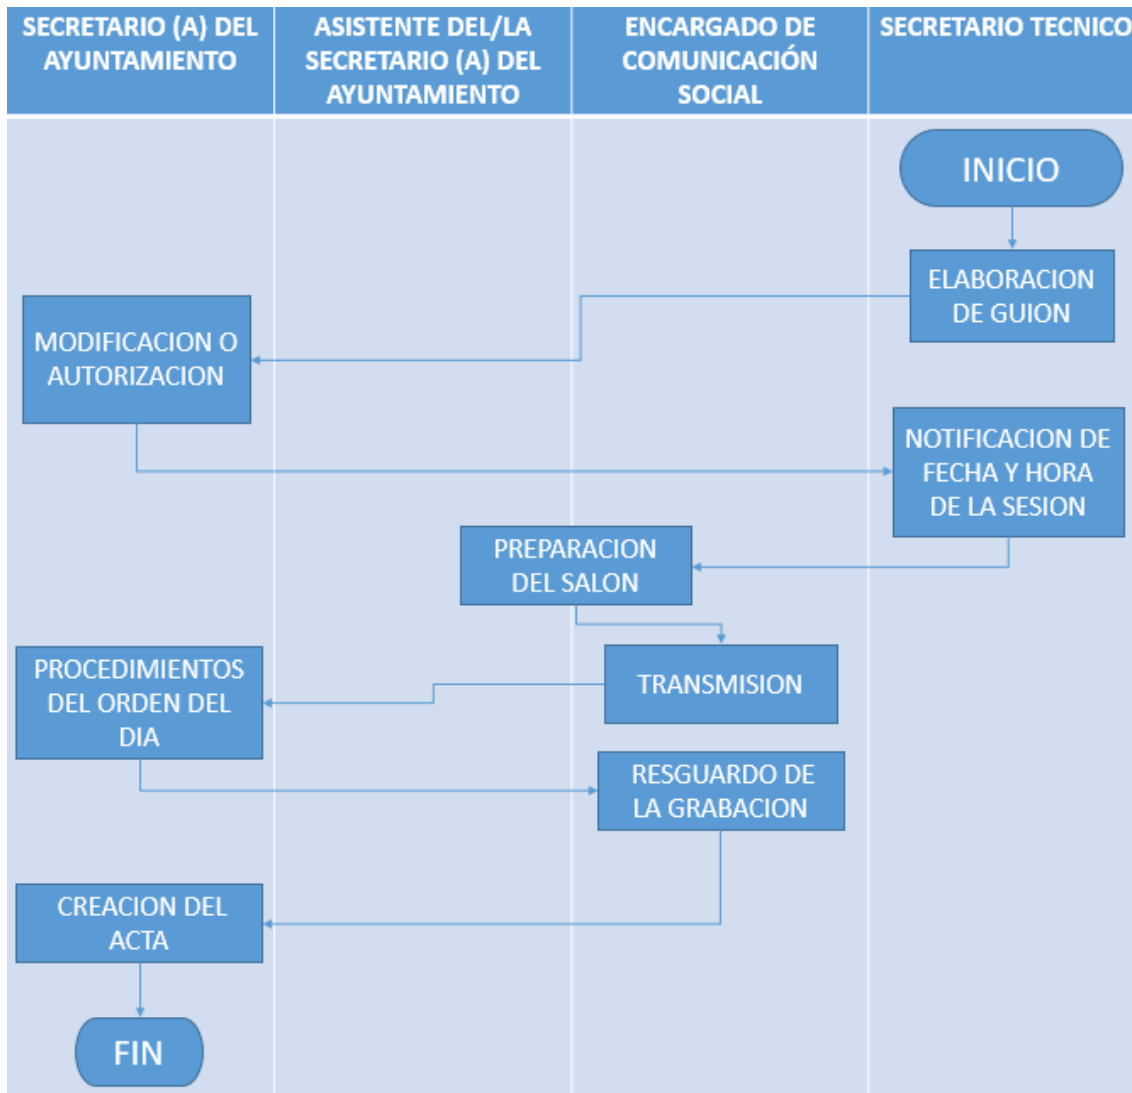 SECRETARIO (A) DEL
AYUNTAMIENTO
ASISTENTE DEL/LA
SECRETARIO (A) DEL
AYUNTAMIENTO
ENCARGADO DE
COMUNICACIÓN
SOCIAL
SECRETARIO TECNICO
INICIO
ELABORACION
DE GUION
MODIFICACION O
AUTORIZACION
NOTIFICACION DE
FECHA Y HORA
DE LA SESION
PREPARACION
DEL SALON
TRANSMISION
PROCEDIMIENTOS
DEL ORDEN DEL
DIA
RESGUARDO DE
LA GRABACION
CREACION DEL
ACTA
FIN